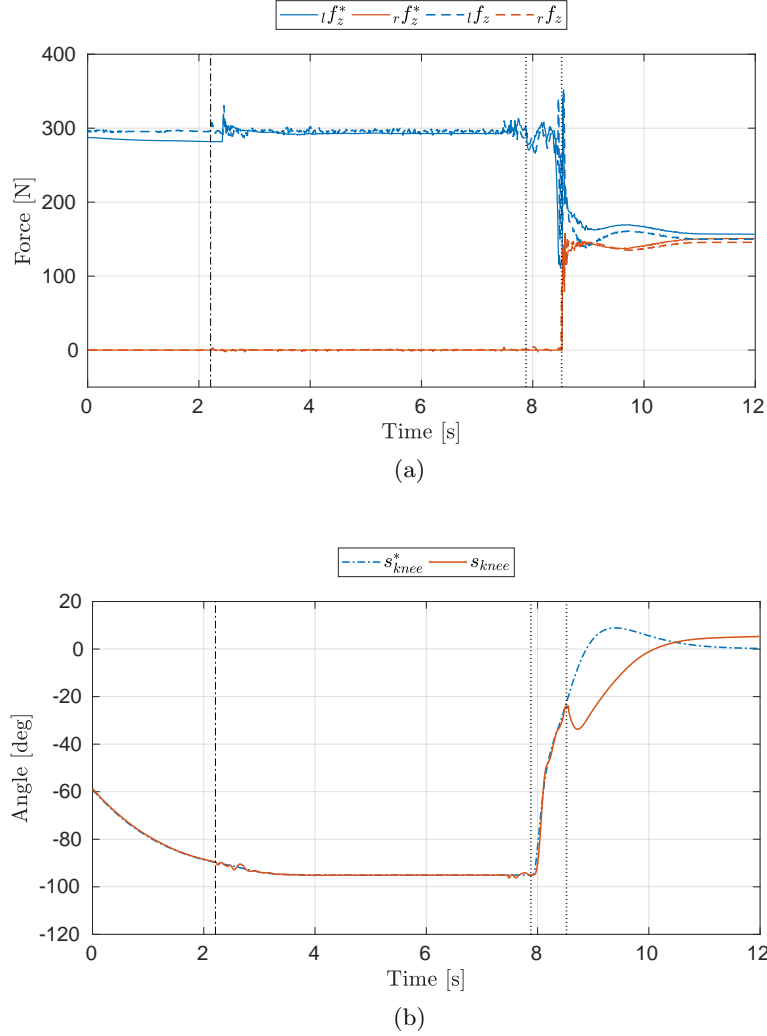 lf*z rf*z lfz rfz
400
300
200
100
0
Force [N]
0 2 4 6 8 10 12
Time [s]
(a)
s*knee sknee
20
0
-20
-40
-60
-80
-100
-120
Angle [deg]
0 2 4 6 8 10 12
Time [s]
(b)